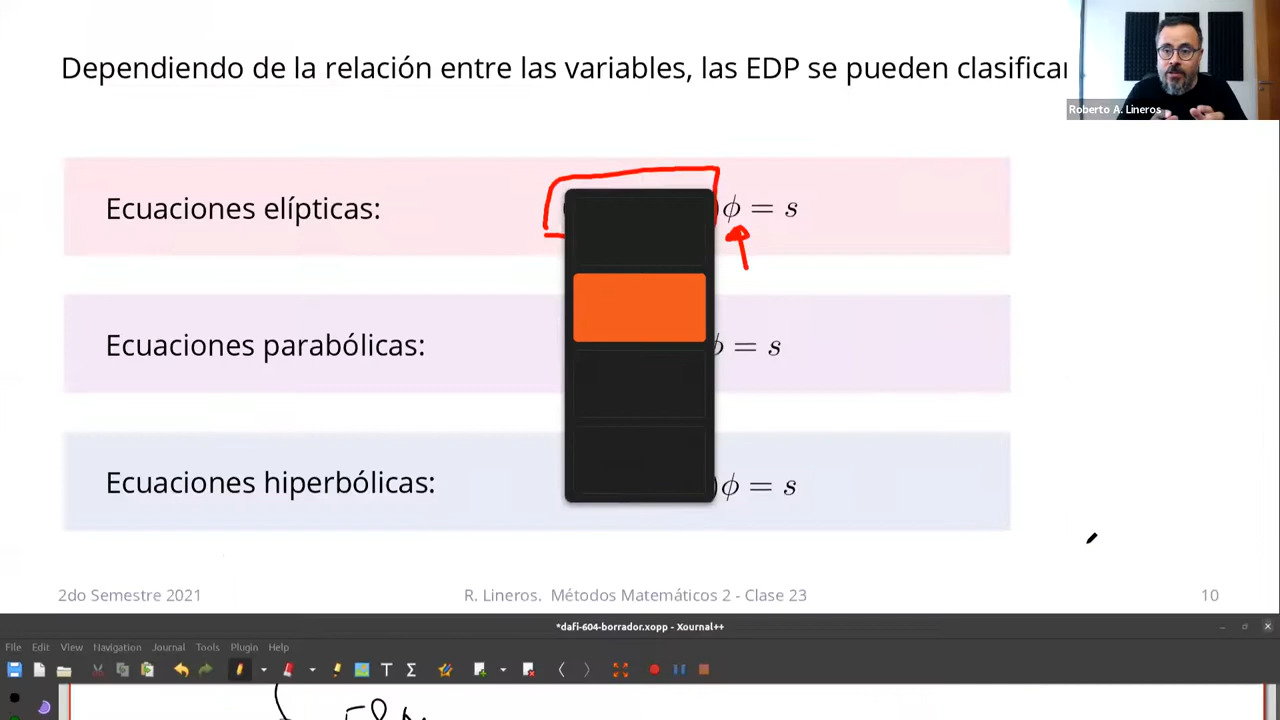 Dependiendo de la relación entre las variables, las EDP se pueden clasificar
Roberto A. Lineros
Ecuaciones elípticas: )ϕ = s
Ecuaciones parabólicas: ϕ = s
Ecuaciones hiperbólicas: )ϕ = s
2do Semestre 2021 R. Lineros. Métodos Matemáticos 2 - Clase 23 10
*dafi-604-borrador.xopp - Xournal++
File Edit View Navigation Journal Tools Plugin Help